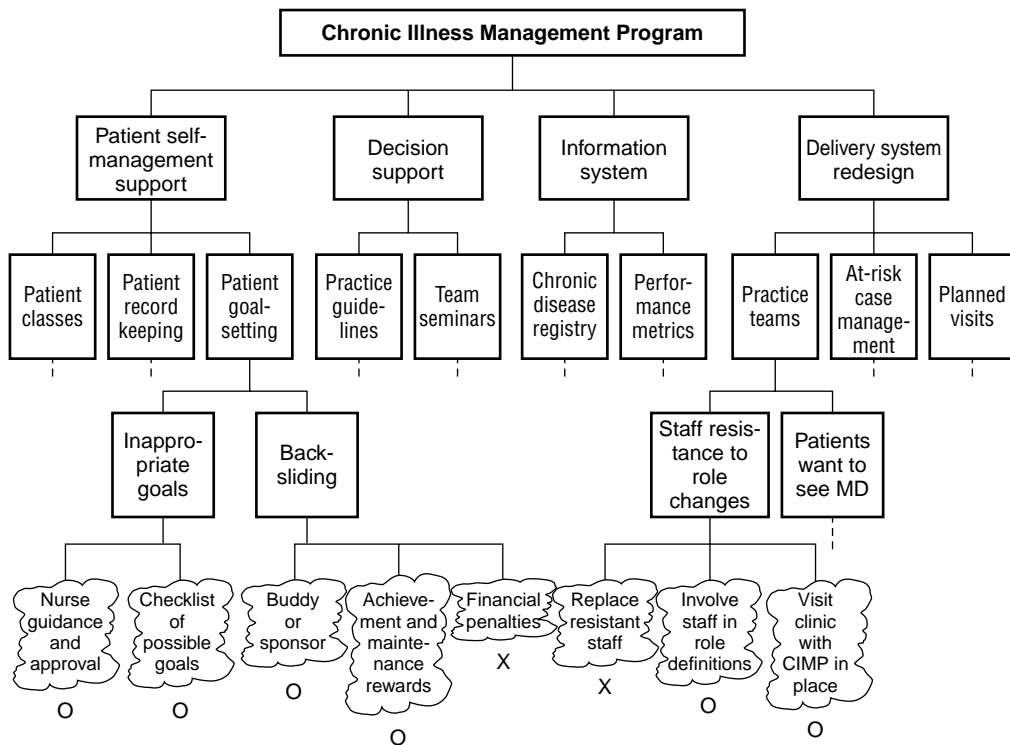 Chronic Illness Management Program
Patient self-
management
support
Decision
support
Information
system
Delivery system
redesign
Patient
classes
Patient
record
keeping
Patient
goal-
setting
Practice
guide-
lines
Team
seminars
Chronic
disease
registry
Perfor-
mance
metrics
Practice
teams
At-risk
case
manage-
ment
Planned
visits
Inappro-
priate
goals
Back-
sliding
Staff resis-
tance to
role
changes
Patients
want to
see MD
Nurse
guidance
and
approval
O
Checklist
of
possible
goals
O
Buddy
or
sponsor
O
Achieve-
ment and
mainte-
nance
rewards
O
Financial
penalties
X
Replace
resistant
staff
X
Involve
staff in
role
definitions
O
Visit
clinic
with
CIMP in
place
O